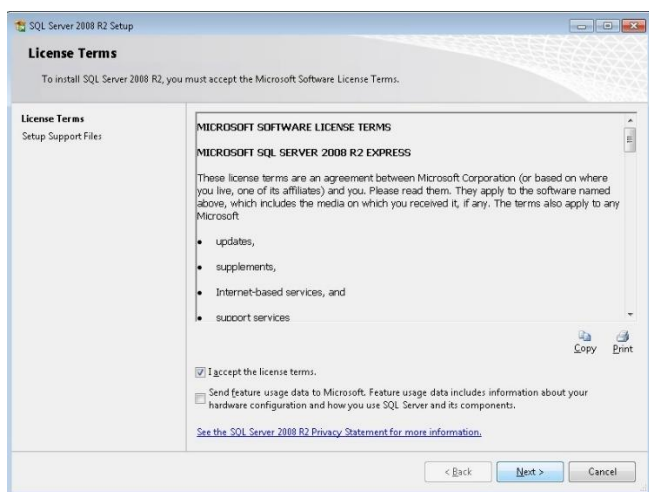 SQL Server 2008 R2 Setup
License Terms
To install SQL Server 2008 R2, you must accept the Microsoft Software License Terms.
License Terms
Setup Support Files
MICROSOFT SOFTWARE LICENSE TERMS
MICROSOFT SQL SERVER 2008 R2 EXPRESS
These license terms are an agreement between Microsoft Corporation (or based on where
you live, one of its affiliates) and you. Please read them. They apply to the software named
above, which includes the media on which you received it, if any. The terms also apply to any
Microsoft
• updates,
• supplements,
• Internet-based services, and
• support services
Copy Print
I accept the license terms.
Send feature usage data to Microsoft. Feature usage data includes information about your
hardware configuration and how you use SQL Server and its components.
See the SQL Server 2008 R2 Privacy Statement for more information.
< Back Next > Cancel